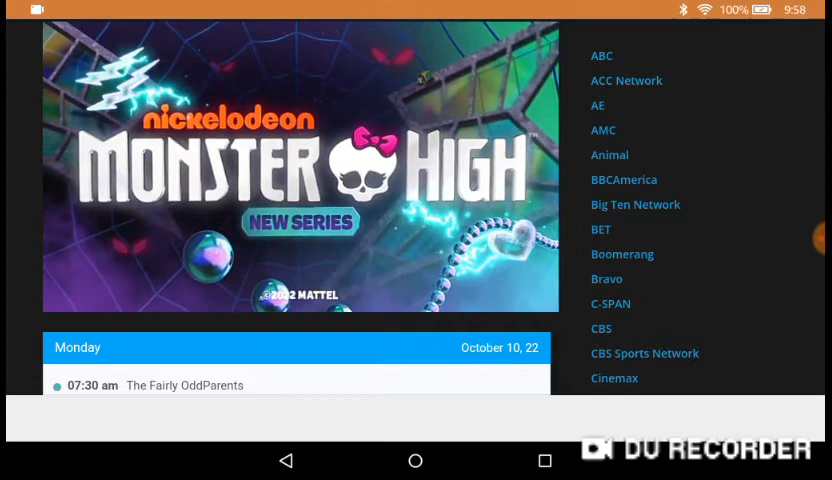 100% 9:58
nickelodeon
MONSTER HIGH™
NEW SERIES
©2022 MATTEL
Monday October 10, 22
07:30 am The Fairly OddParents
ABC
ACC Network
AE
AMC
Animal
BBCAmerica
Big Ten Network
BET
Boomerang
Bravo
C-SPAN
CBS
CBS Sports Network
Cinemax
DU RECORDER